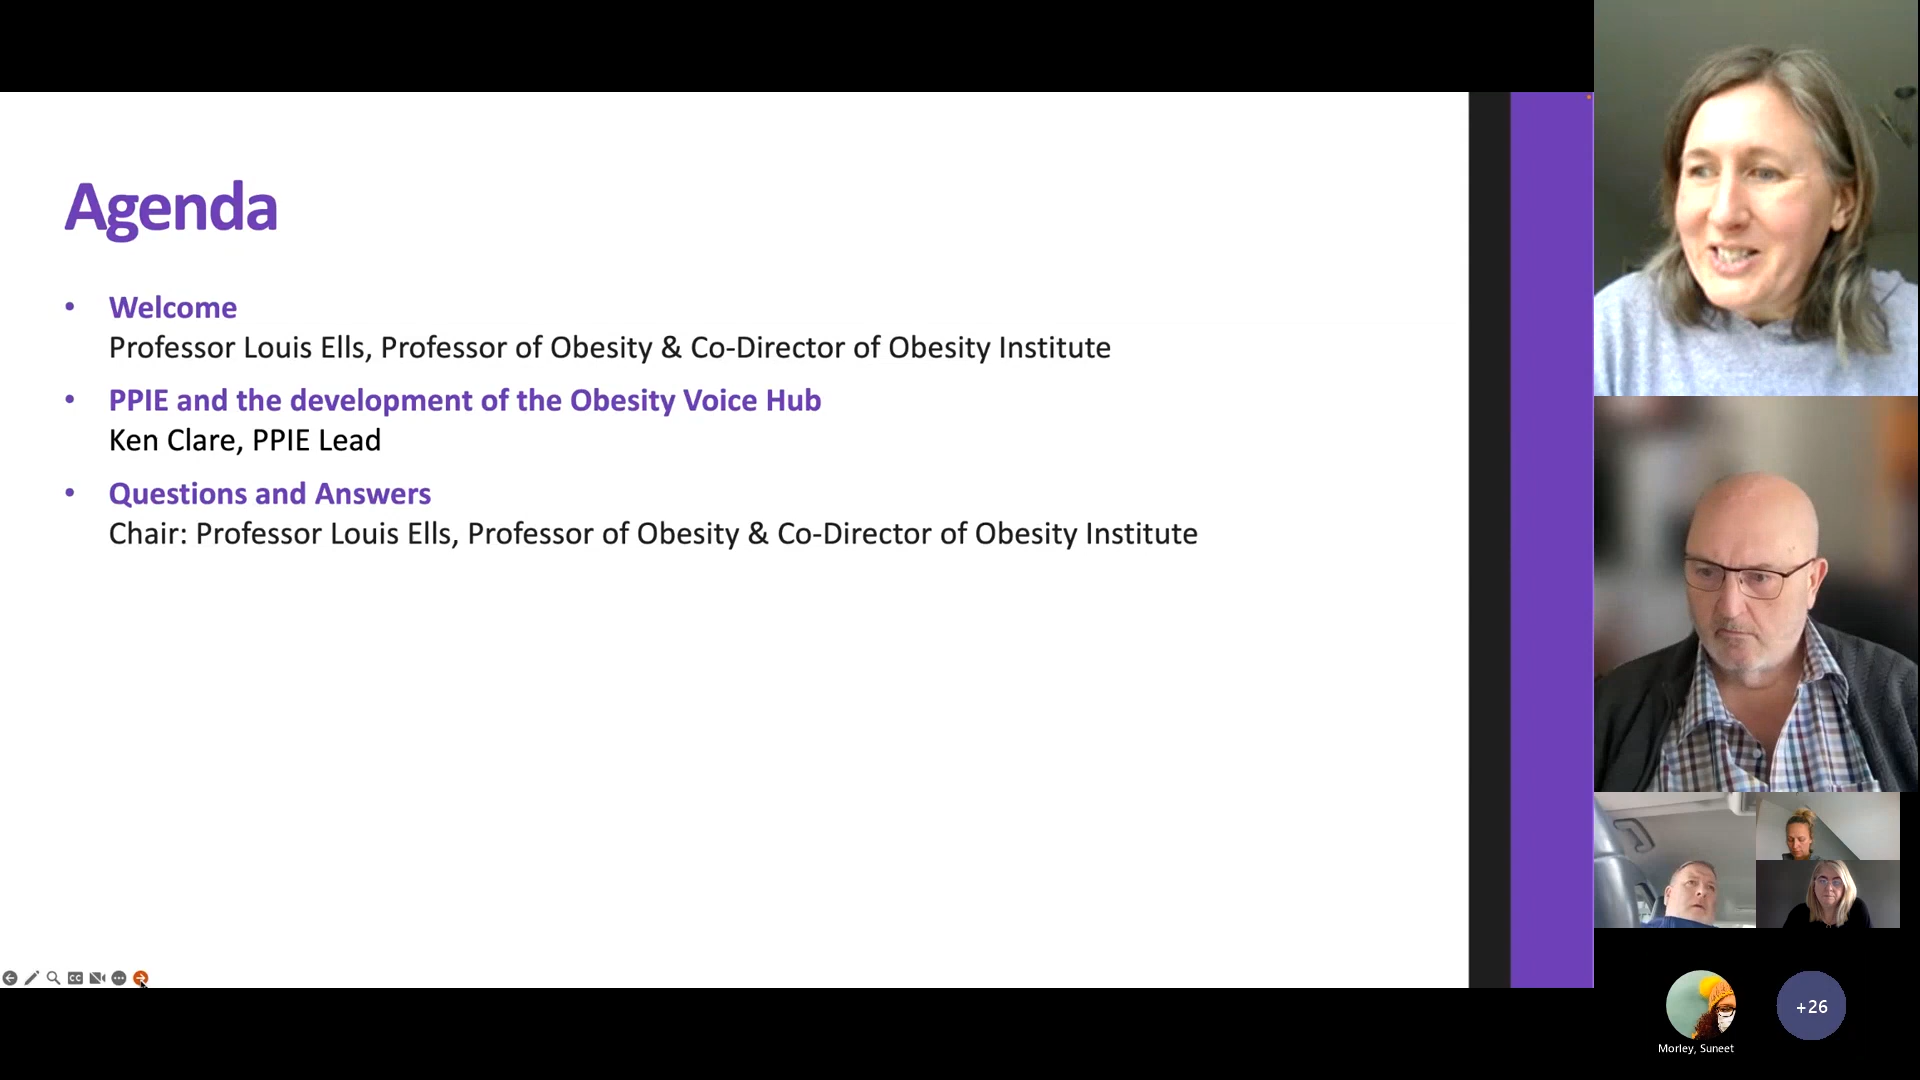 Agenda
• Welcome
Professor Louis Ells, Professor of Obesity & Co-Director of Obesity Institute
• PPIE and the development of the Obesity Voice Hub
Ken Clare, PPIE Lead
• Questions and Answers
Chair: Professor Louis Ells, Professor of Obesity & Co-Director of Obesity Institute
CC
+26
Morley, Suneet